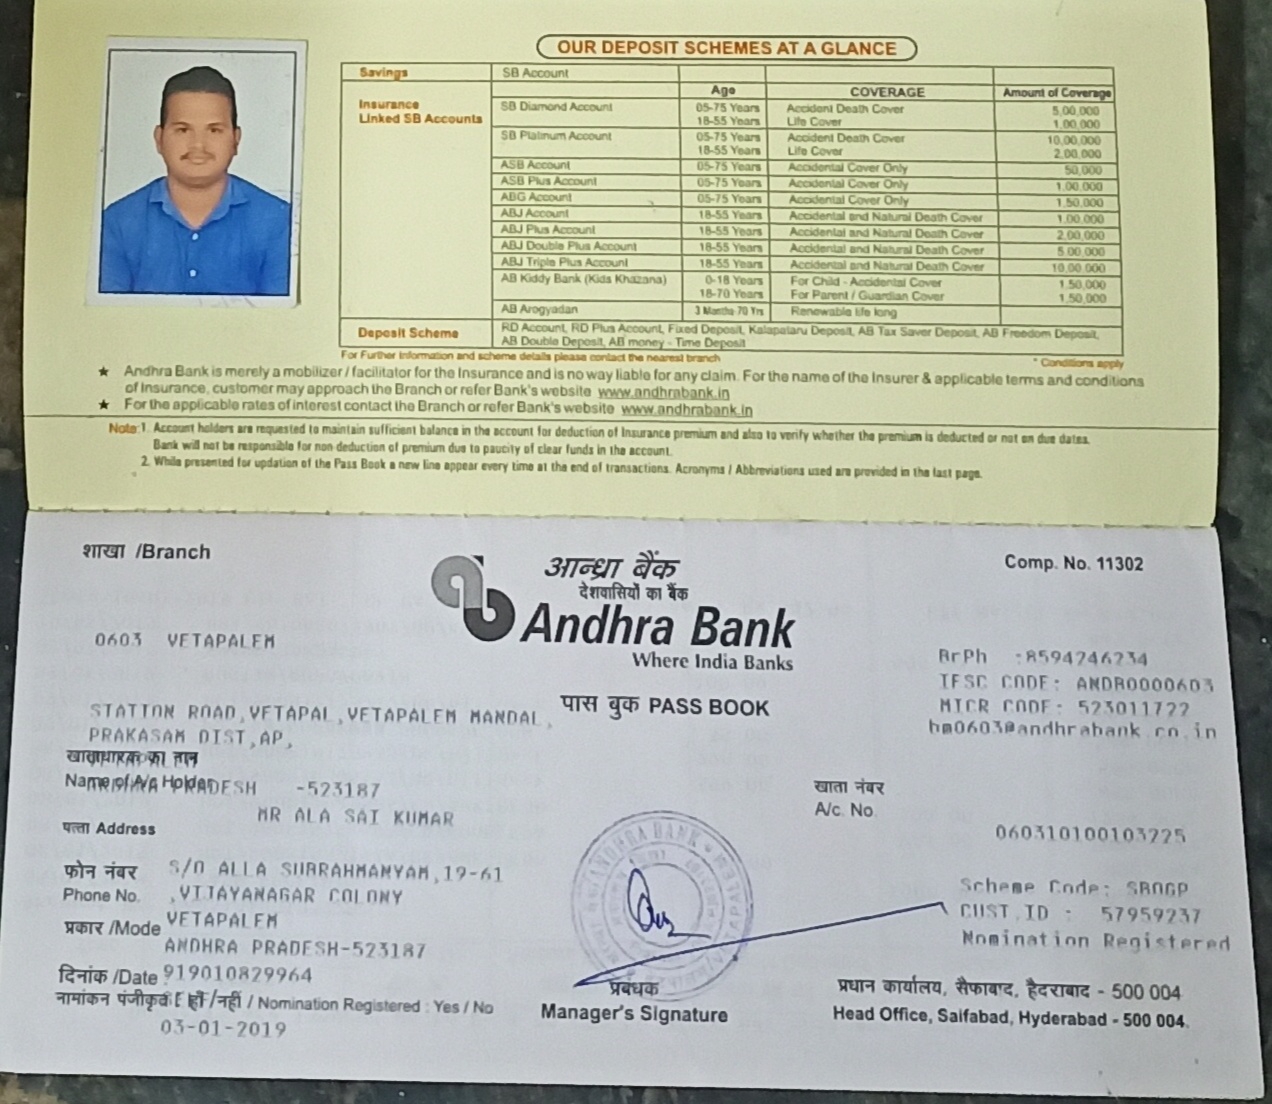 OUR DEPOSIT SCHEMES AT A GLANCE
Savings SB Account
Age COVERAGE Amount of Coverage
Insurance Linked SB Accounts
SB Diamond Account 05-75 Years Accident Death Cover 5,00,000
18-55 Years Life Cover 1,00,000
SB Platinum Account 05-75 Years Accident Death Cover 10,00,000
18-55 Years Life Cover 2,00,000
ASB Account 05-75 Years Accidental Cover Only 50,000
ASB Plus Account 05-75 Years Accidental Cover Only 1,00,000
ABG Account 05-75 Years Accidental Cover Only 1,50,000
ABJ Account 18-55 Years Accidental and Natural Death Cover 1,00,000
ABJ Plus Account 18-55 Years Accidental and Natural Death Cover 2,00,000
ABJ Double Plus Account 18-55 Years Accidental and Natural Death Cover 5,00,000
ABJ Triple Plus Account 18-55 Years Accidental and Natural Death Cover 10,00,000
AB Kiddy Bank (Kids Khazana) 0-18 Years For Child - Accidental Cover 1,50,000
18-70 Years For Parent / Guardian Cover 1,50,000
AB Arogyadan 3 Months-70 Yrs Renewable life long
Deposit Scheme RD Account, RD Plus Account, Fixed Deposit, Kalapataru Deposit, AB Tax Saver Deposit, AB Freedom Deposit,
AB Double Deposit, AB money - Time Deposit
For Further information and scheme details please contact the nearest branch * Conditions apply
★ Andhra Bank is merely a mobilizer / facilitator for the Insurance and is no way liable for any claim. For the name of the Insurer & applicable terms and conditions
of Insurance, customer may approach the Branch or refer Bank's website www.andhrabank.in
★ For the applicable rates of interest contact the Branch or refer Bank's website www.andhrabank.in
Note:1. Account holders are requested to maintain sufficient balance in the account for deduction of Insurance premium and also to verify whether the premium is deducted or not on due dates.
Bank will not be responsible for non deduction of premium due to paucity of clear funds in the account.
2. While presented for updation of the Pass Book a new line appear every time at the end of transactions. Acronyms / Abbreviations used are provided in the last page.
शाखा /Branch
आन्ध्रा बैंक
देशवासियों का बैंक
Andhra Bank
Where India Banks
Comp. No. 11302
0603 VETAPALEM
BrPh :8594246234
IFSC CODE: ANDB0000603
MICR CODE: 523011722
bm0603@andhrabank.co.in
पास बुक PASS BOOK
STATION ROAD,VETAPAL,VETAPALEM MANDAL,
PRAKASAM DIST,AP,
खाताधारक का नाम
Name of A/c Holder
ANDHRA PRADESH -523187
MR ALA SAI KUMAR
खाता नंबर
A/c. No.
060310100103225
पत्ता Address
S/O ALLA SUBRAHMANYAM,19-61
फोन नंबर
Phone No.
,VIJAYANAGAR COLONY
प्रकार /Mode
VETAPALEM
ANDHRA PRADESH-523187
Scheme Code: SBOGP
CUST.ID : 57959237
Nomination Registered
दिनांक /Date
919010829964
नामांकन पंजीकृत हाँ/नहीं / Nomination Registered : Yes / No
03-01-2019
ANDHRA BANK
प्रबंधक
Manager's Signature
प्रधान कार्यालय, सैफाबाद, हैदराबाद - 500 004
Head Office, Saifabad, Hyderabad - 500 004.